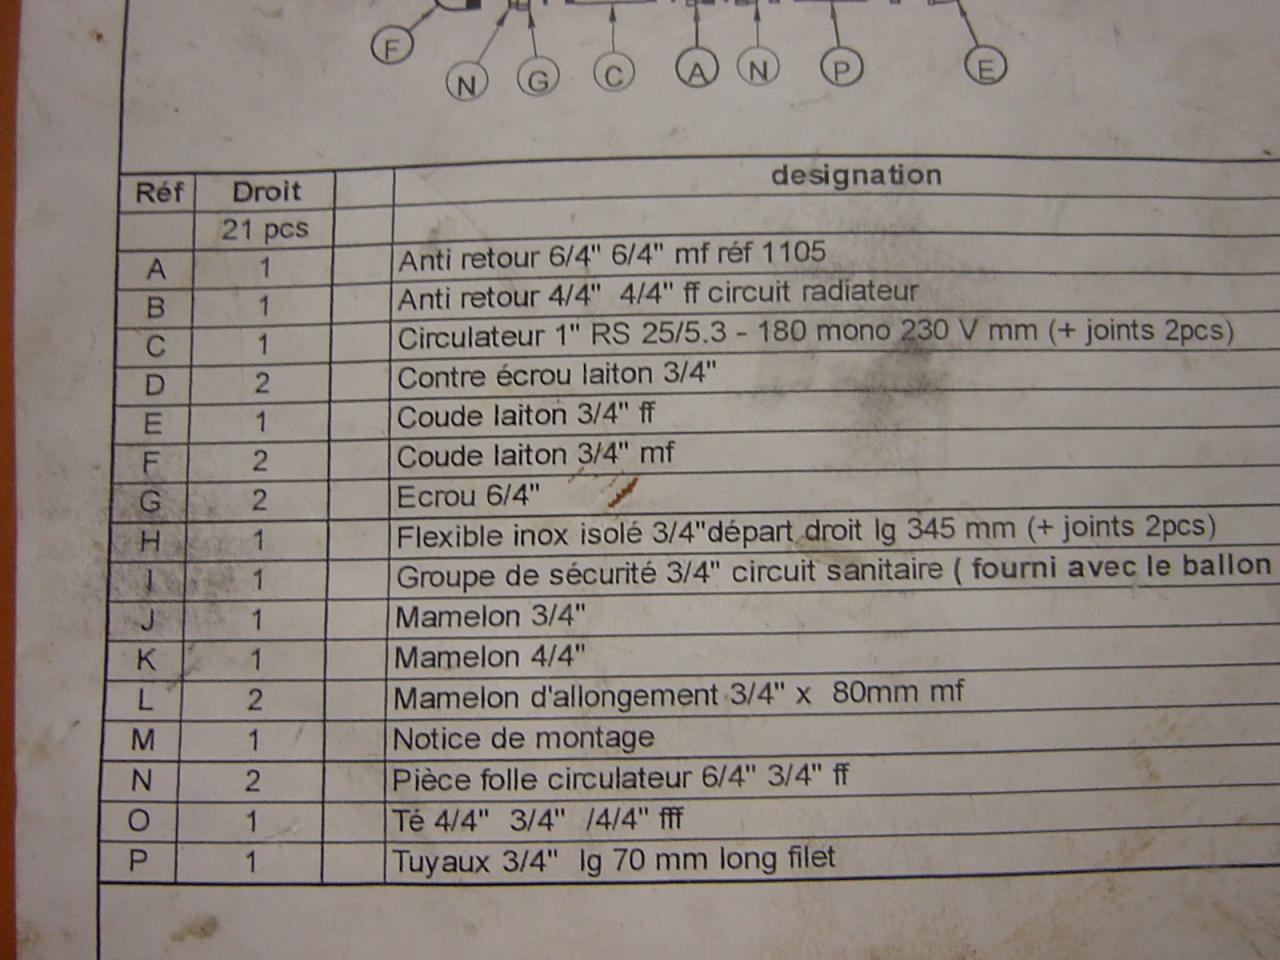 F N G C A N P E
Réf Droit designation
21 pcs
A 1 Anti retour 6/4" 6/4" mf réf 1105
B 1 Anti retour 4/4" 4/4" ff circuit radiateur
C 1 Circulateur 1" RS 25/5.3 - 180 mono 230 V mm (+ joints 2pcs)
D 2 Contre écrou laiton 3/4"
E 1 Coude laiton 3/4" ff
F 2 Coude laiton 3/4" mf
G 2 Ecrou 6/4"
H 1 Flexible inox isolé 3/4"départ droit lg 345 mm (+ joints 2pcs)
I 1 Groupe de sécurité 3/4" circuit sanitaire ( fourni avec le ballon
J 1 Mamelon 3/4"
K 1 Mamelon 4/4"
L 2 Mamelon d'allongement 3/4" x 80mm mf
M 1 Notice de montage
N 2 Pièce folle circulateur 6/4" 3/4" ff
O 1 Té 4/4" 3/4" /4/4" fff
P 1 Tuyaux 3/4" lg 70 mm long filet